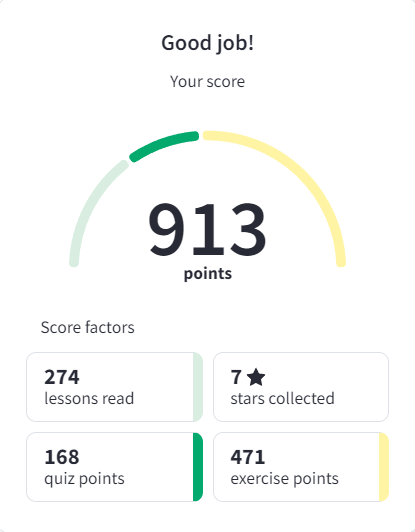 Good job!
Your score
913
points
Score factors
274
lessons read
7
stars collected
168
quiz points
471
exercise points